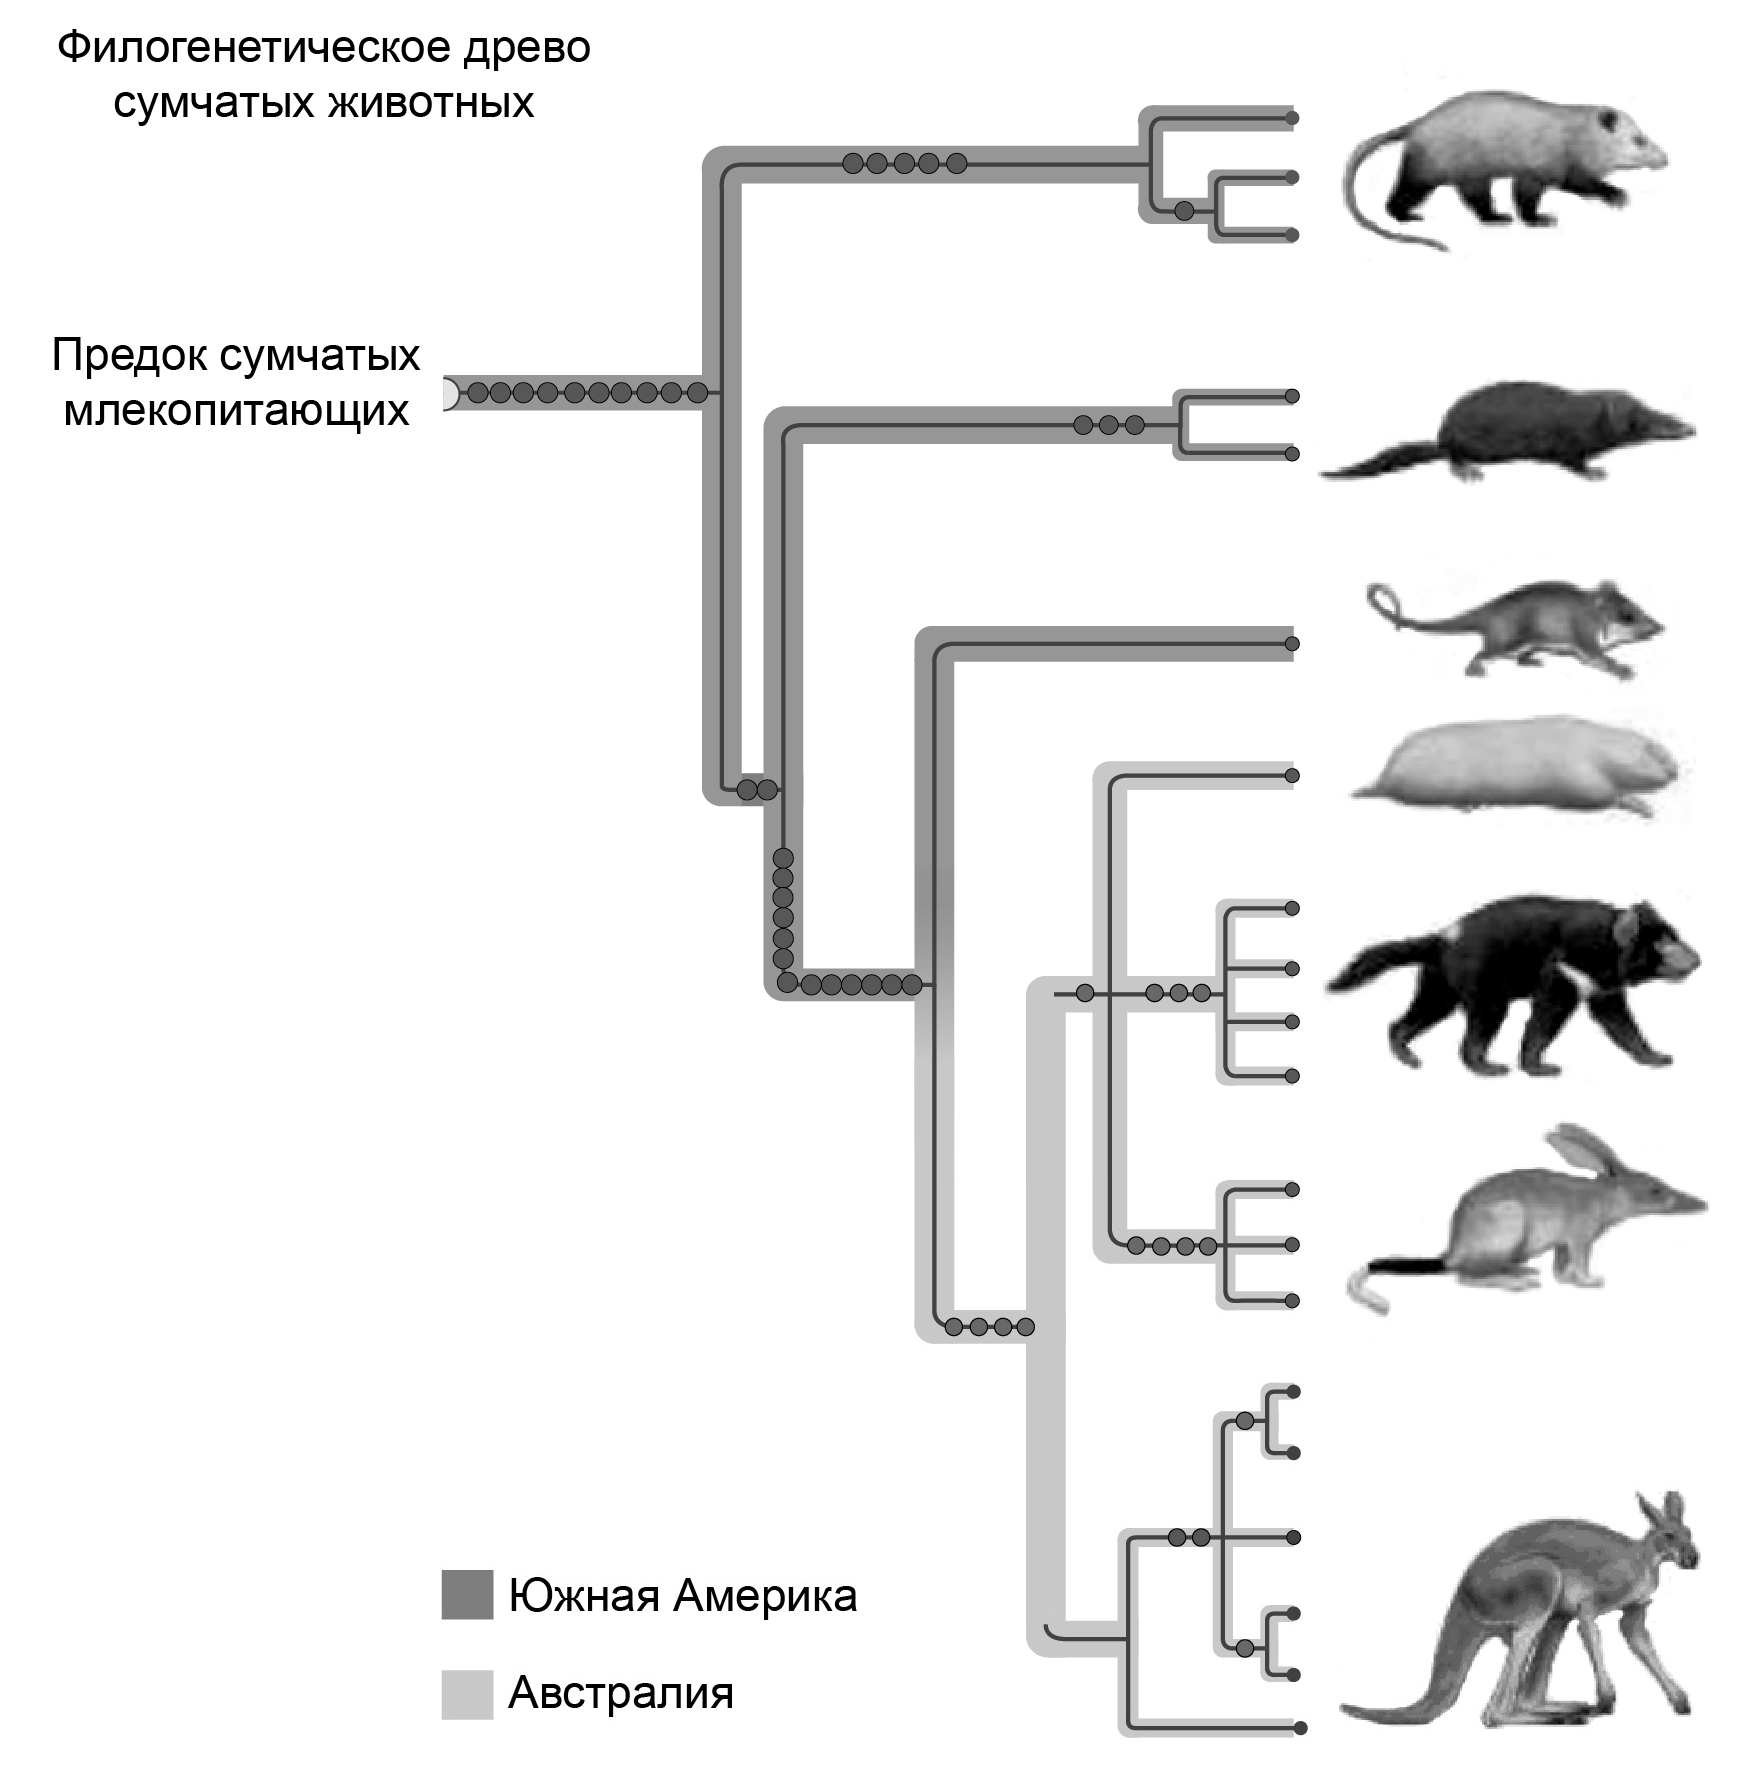 Филогенетическое древо
сумчатых животных
Предок сумчатых
млекопитающих
Южная Америка
Австралия